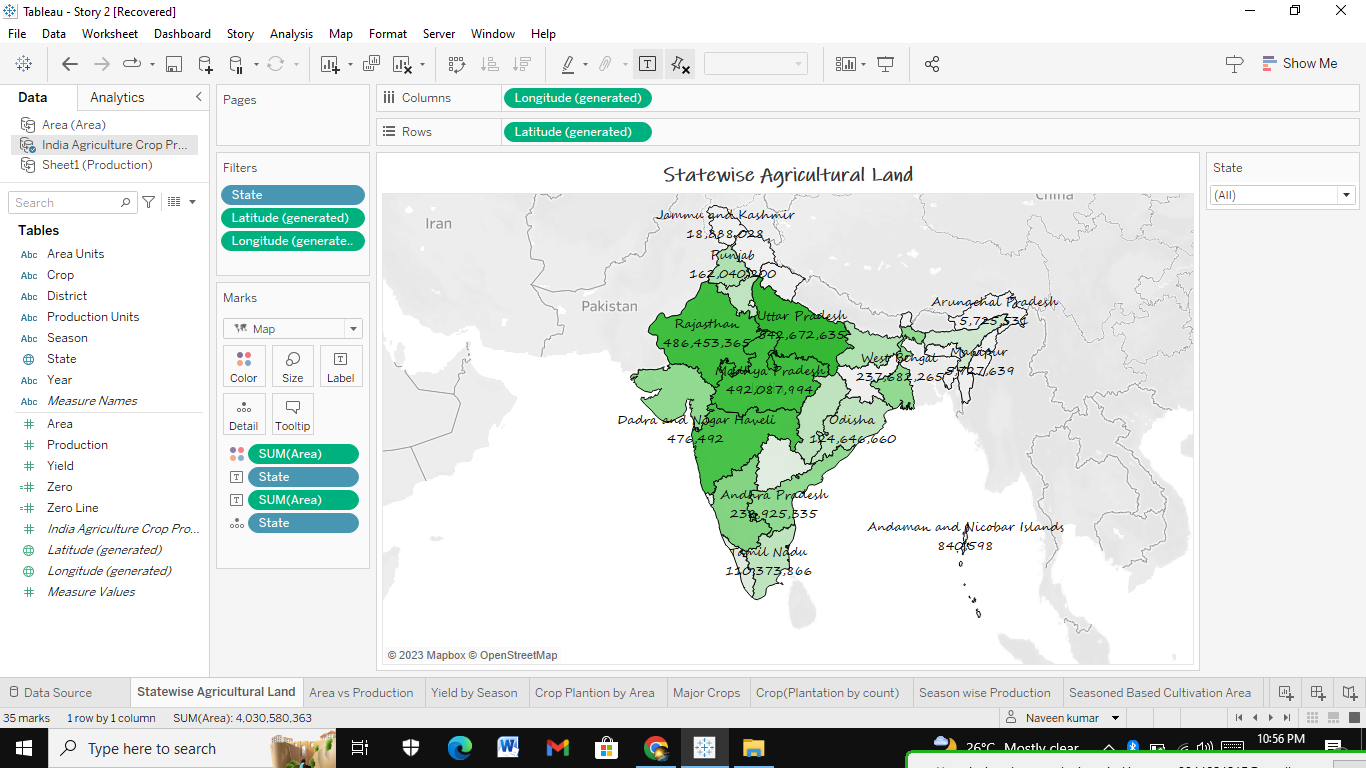 Tableau - Story 2 [Recovered]
File Data Worksheet Dashboard Story Analysis Map Format Server Window Help
Show Me
Data Analytics
Area (Area)
India Agriculture Crop Pr...
Sheet1 (Production)
Search
Tables
Abc Area Units
Abc Crop
Abc District
Abc Production Units
Abc Season
State
Abc Year
Abc Measure Names
# Area
# Production
# Yield
=# Zero
=# Zero Line
# India Agriculture Crop Pro...
Latitude (generated)
Longitude (generated)
# Measure Values
Pages
Filters
State
Latitude (generated)
Longitude (generate..
Marks
Map
Color Size Label
Detail Tooltip
SUM(Area)
State
SUM(Area)
State
Columns Longitude (generated)
Rows Latitude (generated)
Statewise Agricultural Land
Iran
China
Pakistan
Jammu and Kashmir
18,888,028
Punjab
162,040,200
Rajasthan
486,453,365
Uttar Pradesh
842,672,635
Arunachal Pradesh
Manipur
5,727,639
West Bengal
237,682,265
Madhya Pradesh
492,087,994
Dadra and Nagar Haveli
476,492
Odisha
124,646,660
Andhra Pradesh
Andaman and Nicobar Islands
840,598
Tamil Nadu
110,373,866
© 2023 Mapbox © OpenStreetMap
State
(All)
Data Source Statewise Agricultural Land Area vs Production Yield by Season Crop Plantion by Area Major Crops Crop(Plantation by count) Season wise Production Seasoned Based Cultivation Area
35 marks 1 row by 1 column SUM(Area): 4,030,580,363
Naveen kumar
Type here to search
26°C Mostly clear
10:56 PM